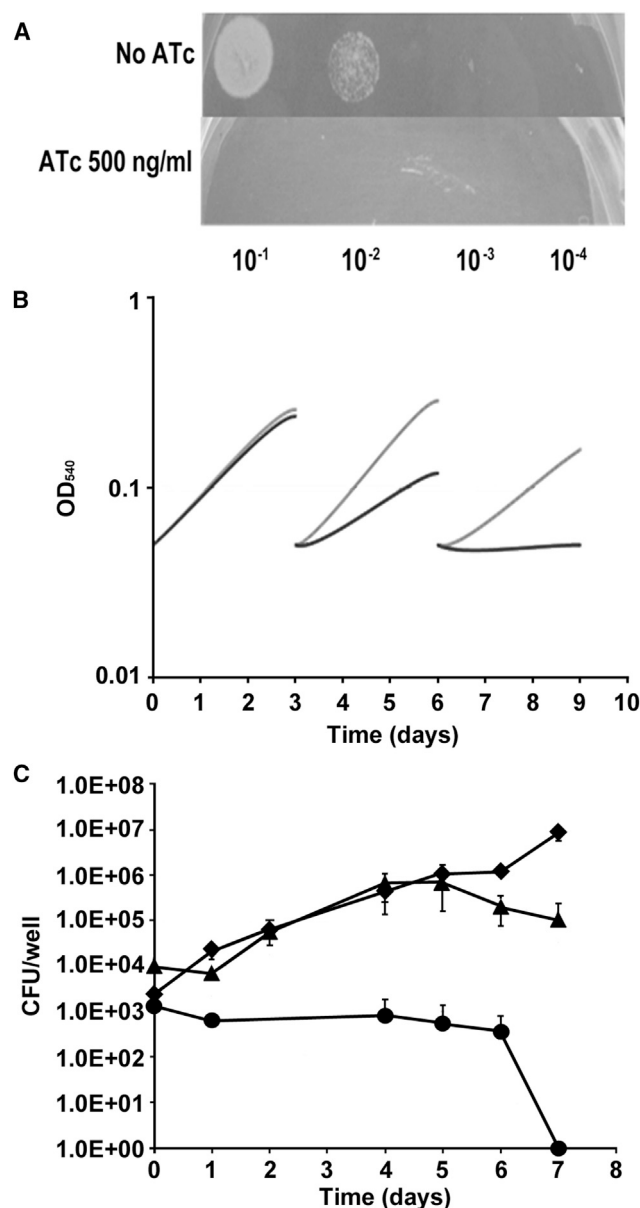 A
No ATc
ATc 500 ng/ml
10⁻¹ 10⁻² 10⁻³ 10⁻⁴
B
1
0.1
0.01
OD₅₄₀
0 1 2 3 4 5 6 7 8 9 10
Time (days)
C
1.0E+08
1.0E+07
1.0E+06
1.0E+05
1.0E+04
1.0E+03
1.0E+02
1.0E+01
1.0E+00
CFU/well
0 1 2 3 4 5 6 7 8
Time (days)